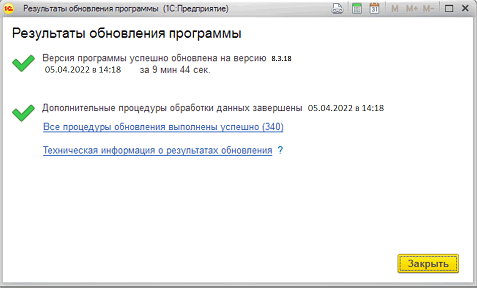 1С Результаты обновления программы (1С:Предприятие) 31 M M+ M-
Результаты обновления программы
Версия программы успешно обновлена на версию 8.3.18
05.04.2022 в 14:18 за 9 мин 44 сек.
Дополнительные процедуры обработки данных завершены 05.04.2022 в 14:18
Все процедуры обновления выполнены успешно (340)
Техническая информация о результатах обновления ?
Закрыть